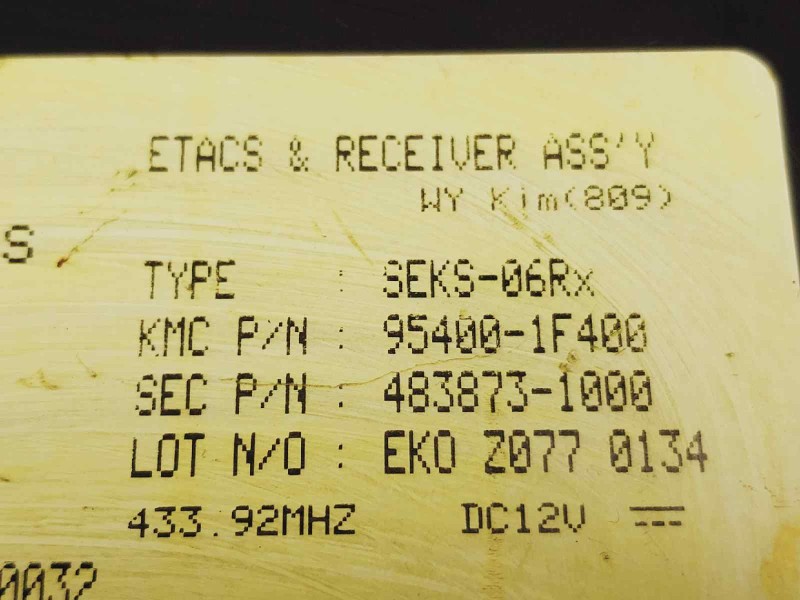 ETACS & RECEIVER ASS'Y
WY Kim(809)
S
TYPE : SEKS-06Rx
KMC P/N : 95400-1F400
SEC P/N : 483873-1000
LOT N/O : EKO Z077 0134
433.92MHZ DC12V
0032